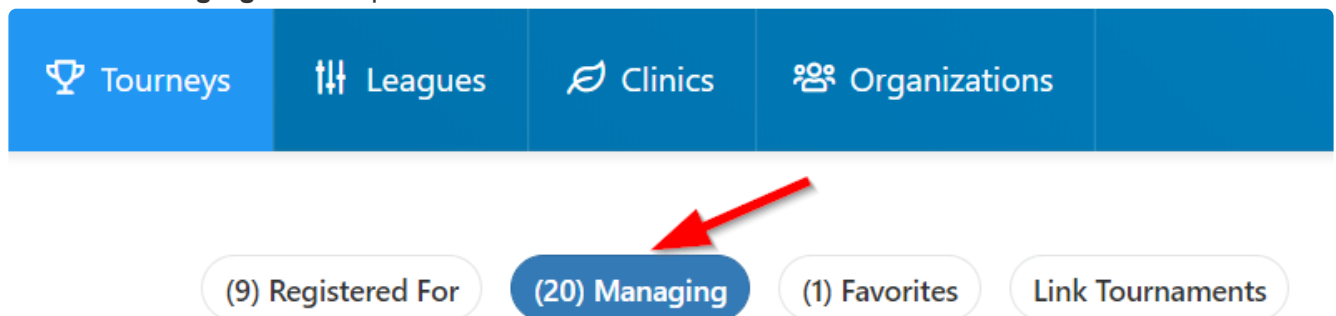 Tourneys Leagues Clinics Organizations
(9) Registered For (20) Managing (1) Favorites Link Tournaments